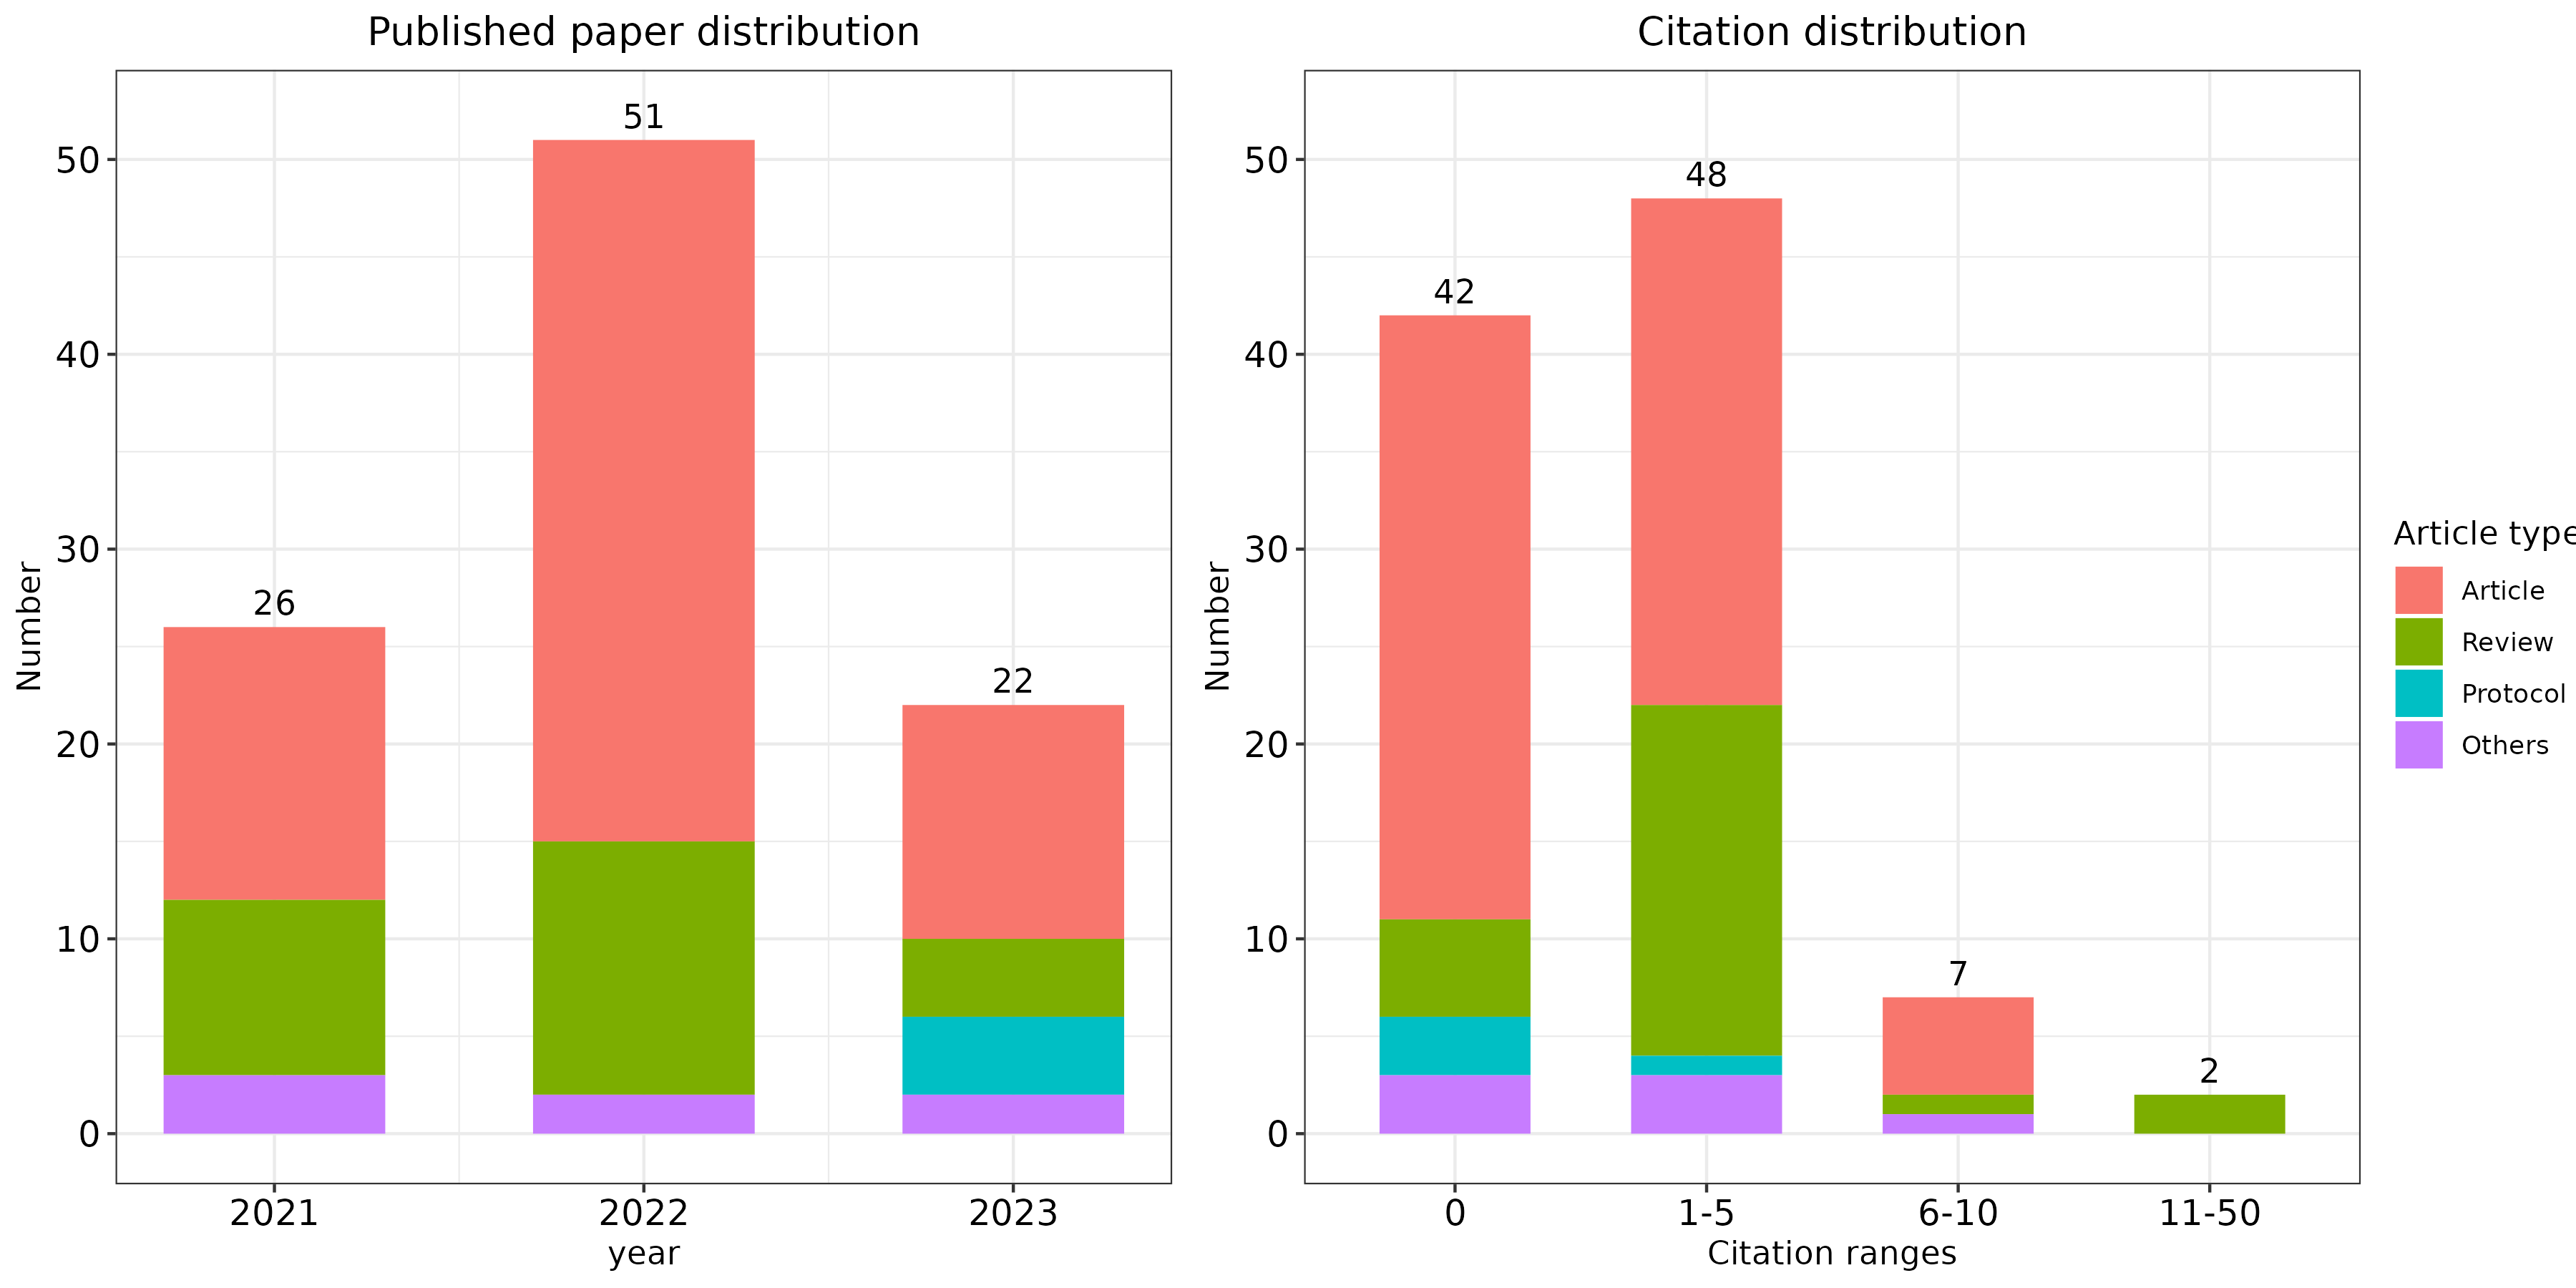 Published paper distribution
51
50
40
30
26
22
20
10
0
Number
2021
2022
2023
year
Citation distribution
50
48
42
40
30
20
10
7
2
0
Number
0
1-5
6-10
11-50
Citation ranges
Article type
Article
Review
Protocol
Others